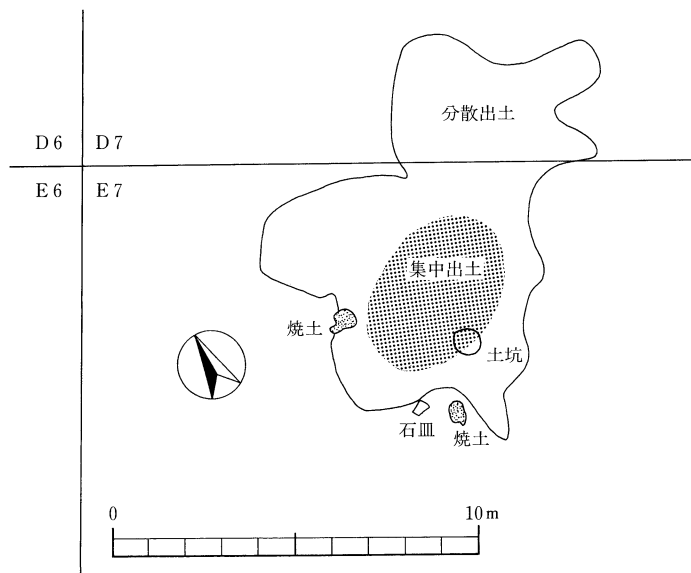 分散出土
D6 D7
E6 E7
集中出土
焼土
土坑
石皿
焼土
0 10m